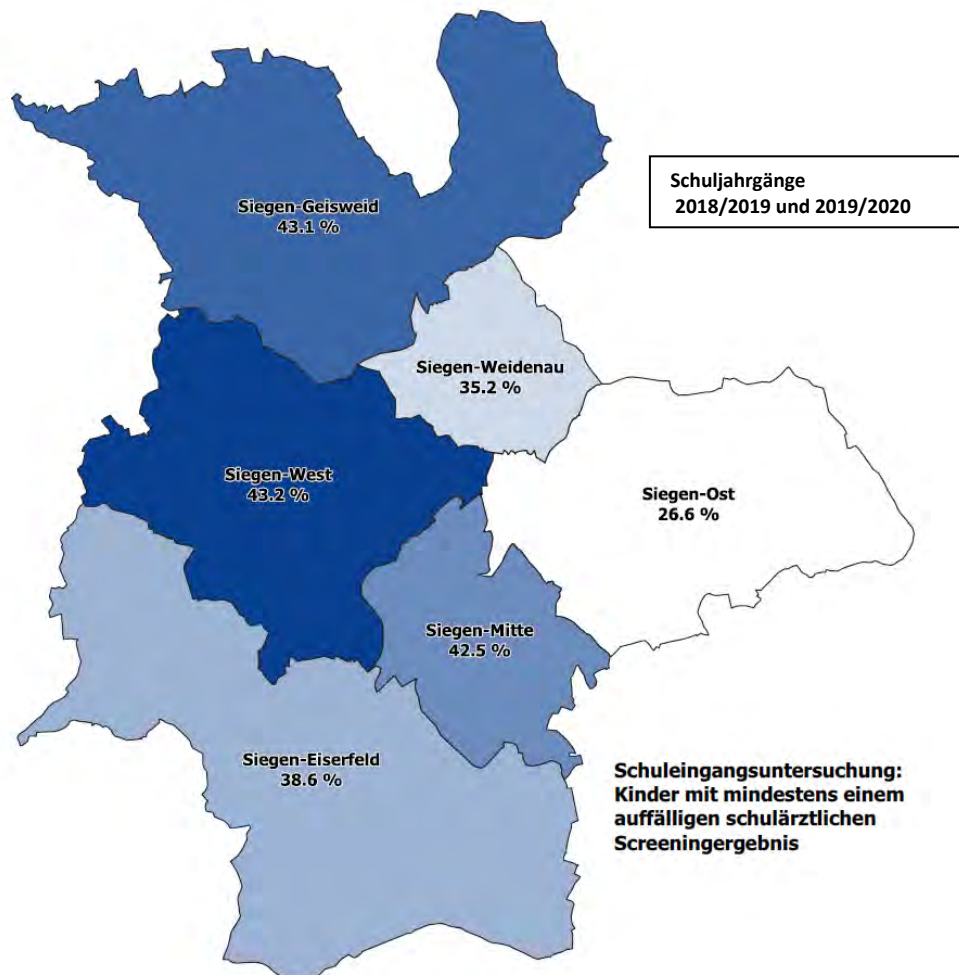 Siegen-Geisweid
43.1 %
Schuljahrgänge
2018/2019 und 2019/2020
Siegen-Weidenau
35.2 %
Siegen-West
43.2 %
Siegen-Ost
26.6 %
Siegen-Mitte
42.5 %
Siegen-Eiserfeld
38.6 %
Schuleingangsuntersuchung:
Kinder mit mindestens einem
auffälligen schulärztlichen
Screeningergebnis